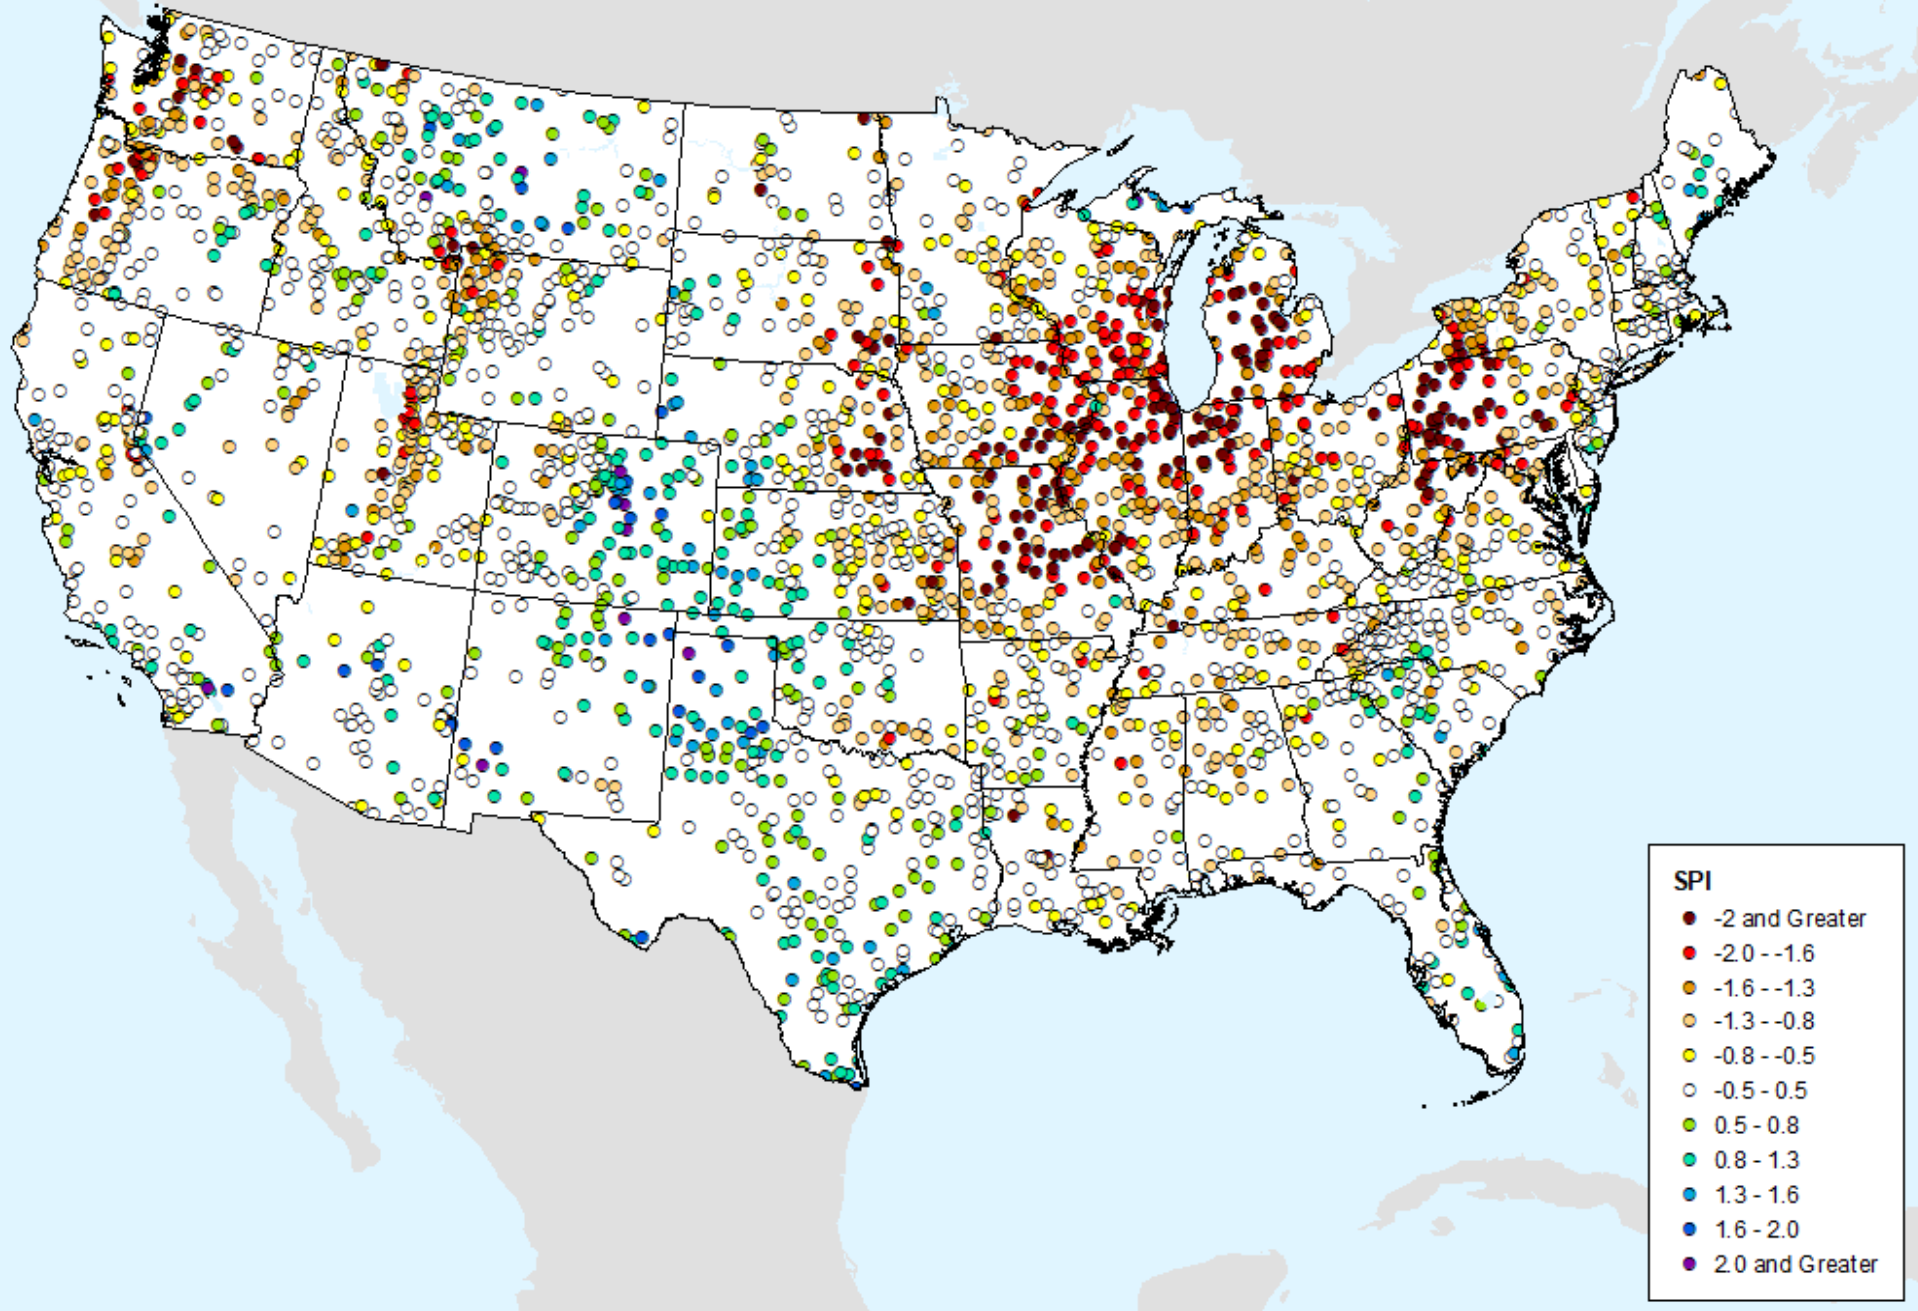 SPI
-2 and Greater
-2.0 - -1.6
-1.6 - -1.3
-1.3 - -0.8
-0.8 - -0.5
-0.5 - 0.5
0.5 - 0.8
0.8 - 1.3
1.3 - 1.6
1.6 - 2.0
2.0 and Greater